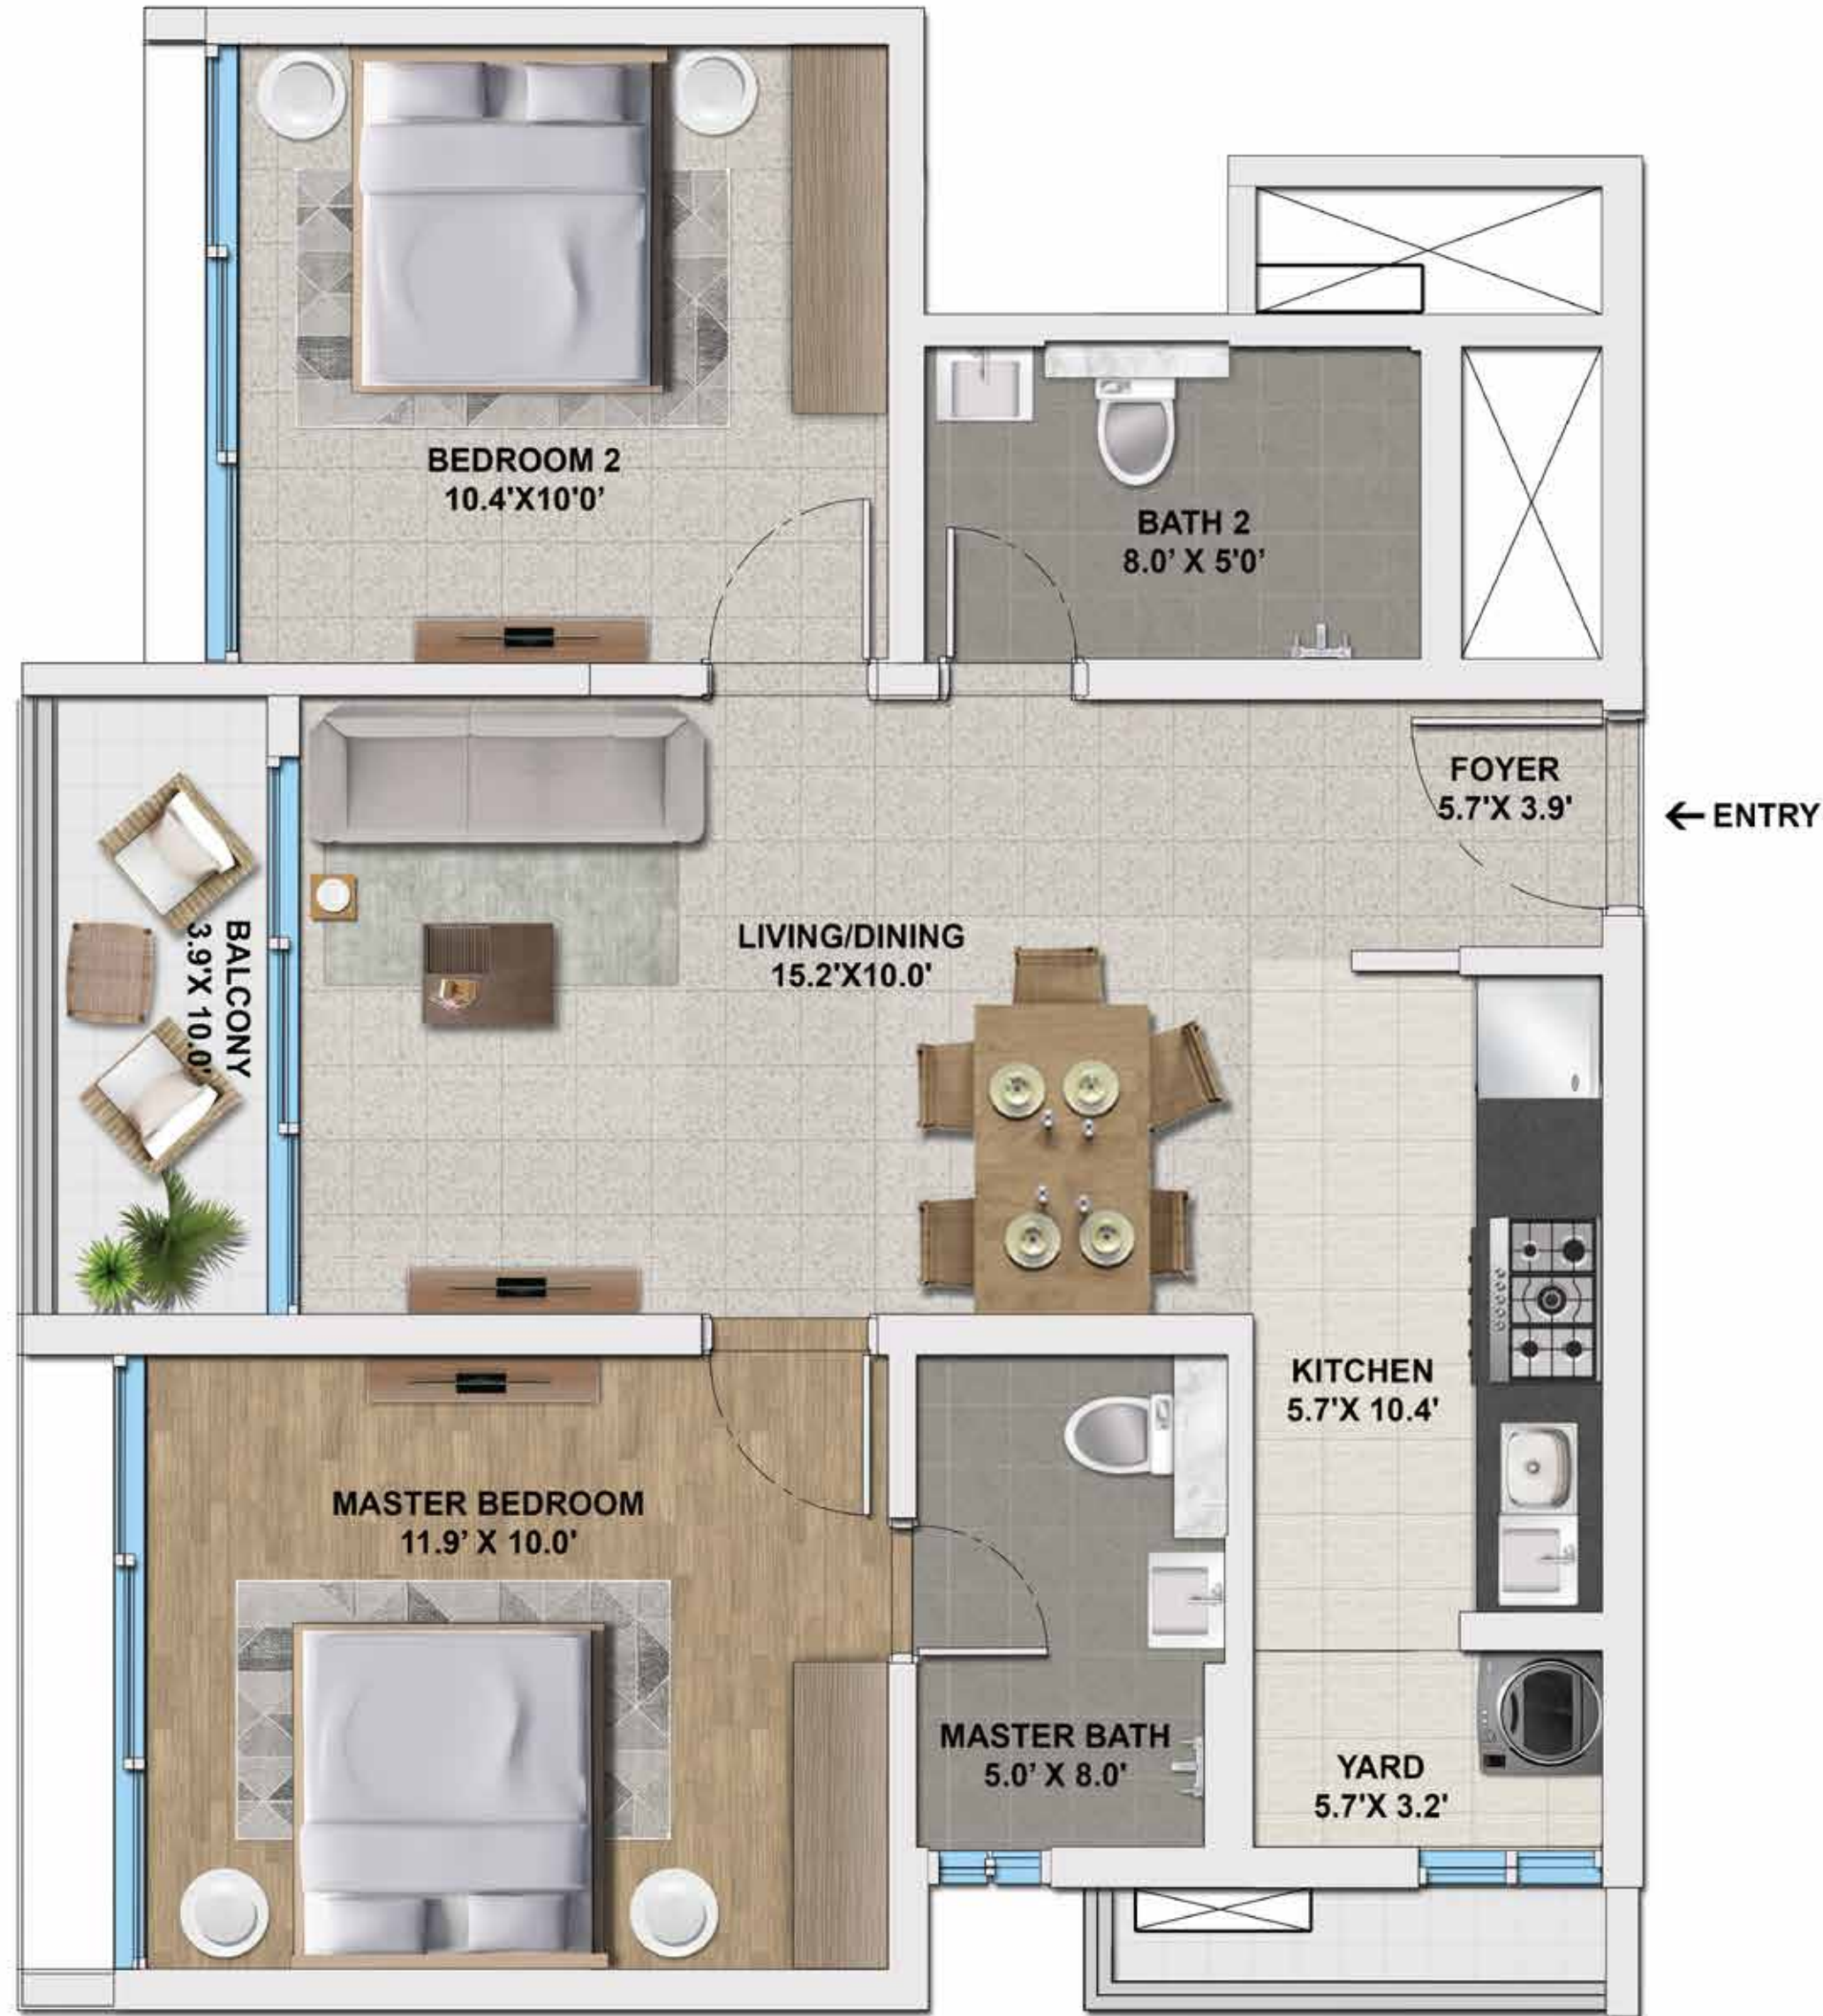 BEDROOM 2
10.4'X10'0’
BATH 2
8.0’ X 5'0’
FOYER
5.7'X 3.9'
← ENTRY
LIVING/DINING
15.2'X10.0'
BALCONY
3.9'X 10.0'
KITCHEN
5.7'X 10.4'
MASTER BEDROOM
11.9’ X 10.0'
MASTER BATH
5.0’ X 8.0'
YARD
5.7'X 3.2'